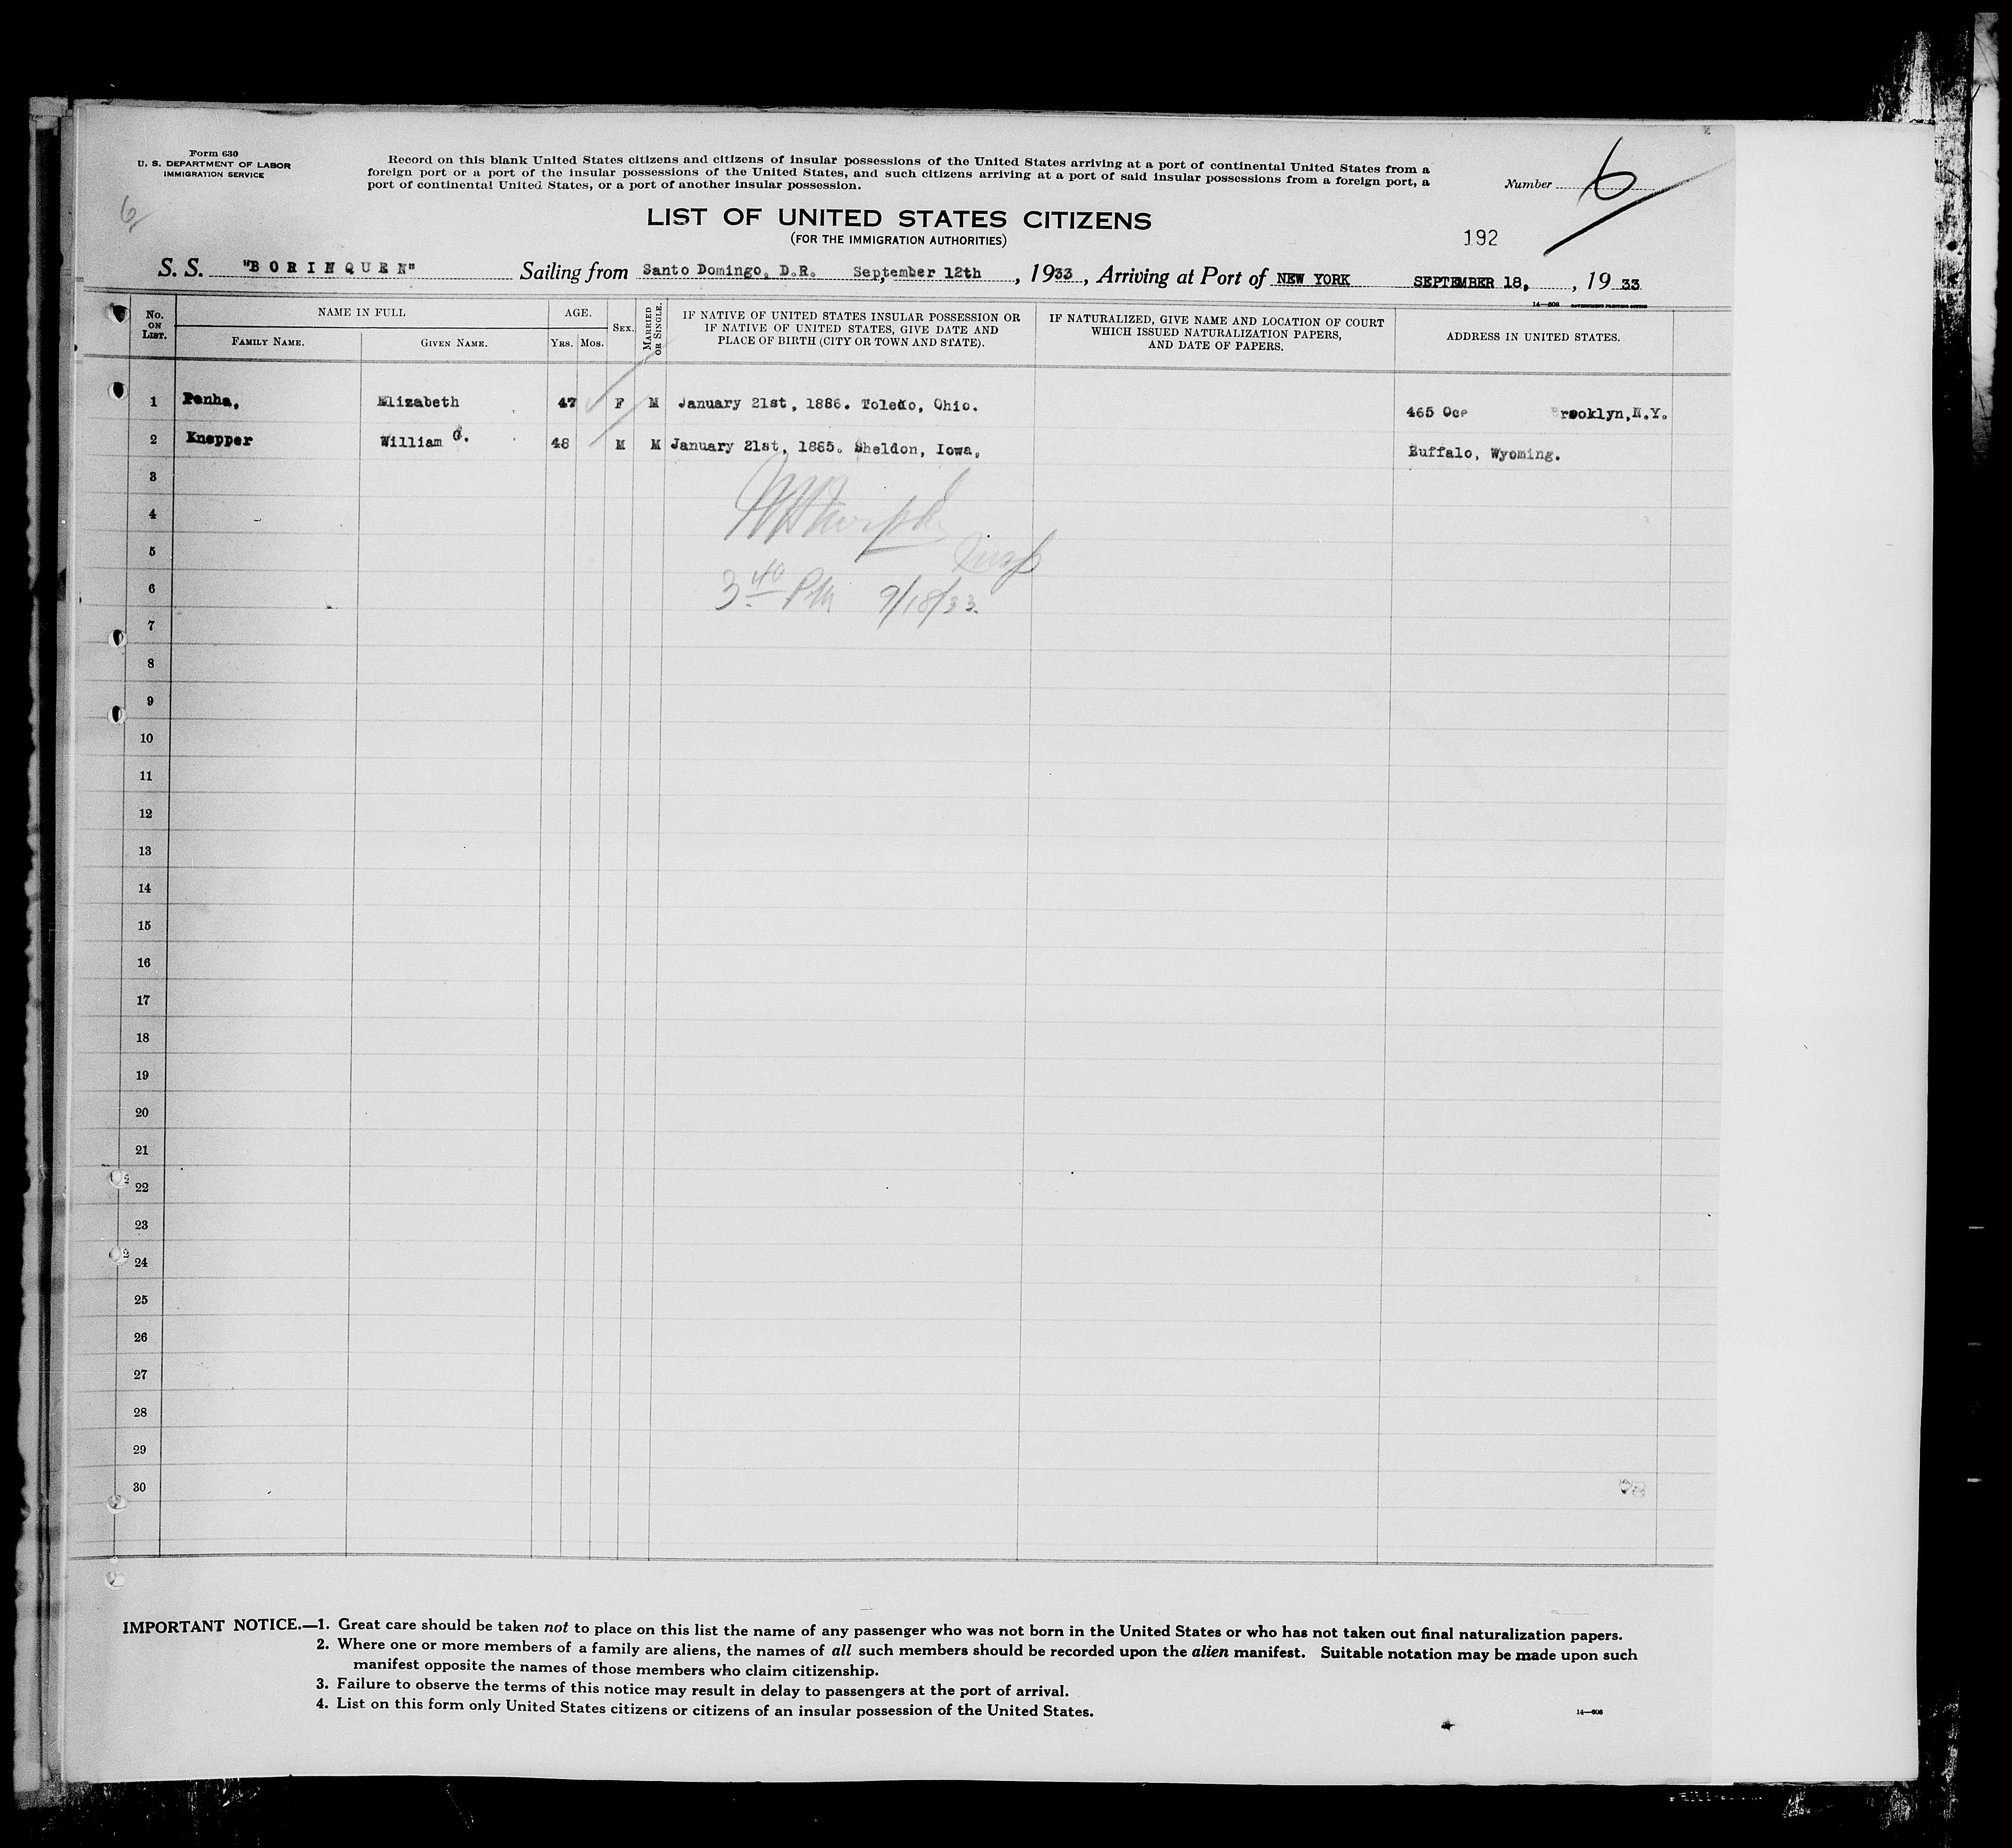 Form 630
U. S. DEPARTMENT OF LABOR
IMMIGRATION SERVICE
Record on this blank United States citizens and citizens of insular possessions of the United States arriving at a port of continental United States from a
foreign port or a port of the insular possessions of the United States, and such citizens arriving at a port of said insular possessions from a foreign port, a
port of continental United States, or a port of another insular possession.
Number 6
6
LIST OF UNITED STATES CITIZENS
(FOR THE IMMIGRATION AUTHORITIES)
192
S. S. "BORINQUEN" Sailing from Santo Domingo, D.R. September 12th, 1933, Arriving at Port of NEW YORK SEPTEMBER 18, , 19 33
14—608 GOVERNMENT PRINTING OFFICE
No. ON LIST. NAME IN FULL FAMILY NAME. GIVEN NAME. AGE. YRS. MOS. SEX. MARRIED OR SINGLE. IF NATIVE OF UNITED STATES INSULAR POSSESSION OR IF NATIVE OF UNITED STATES, GIVE DATE AND PLACE OF BIRTH (CITY OR TOWN AND STATE). IF NATURALIZED, GIVE NAME AND LOCATION OF COURT WHICH ISSUED NATURALIZATION PAPERS, AND DATE OF PAPERS. ADDRESS IN UNITED STATES.
1 Penha, Elizabeth 47 F M January 21st, 1886. Toledo, Ohio. 465 Oce Brooklyn,N.Y.
2 Knepper William G. 48 M M January 21st, 1885. Sheldon, Iowa, Buffalo, Wyoming.
3
4
5 Insp
6 3 40 PM 9/18/33.
7
8
9
10
11
12
13
14
15
16
17
18
19
20
21
22
23
24
25
26
27
28
29
30
IMPORTANT NOTICE.—1. Great care should be taken not to place on this list the name of any passenger who was not born in the United States or who has not taken out final naturalization papers.
2. Where one or more members of a family are aliens, the names of all such members should be recorded upon the alien manifest. Suitable notation may be made upon such
manifest opposite the names of those members who claim citizenship.
3. Failure to observe the terms of this notice may result in delay to passengers at the port of arrival.
4. List on this form only United States citizens or citizens of an insular possession of the United States.
14—608